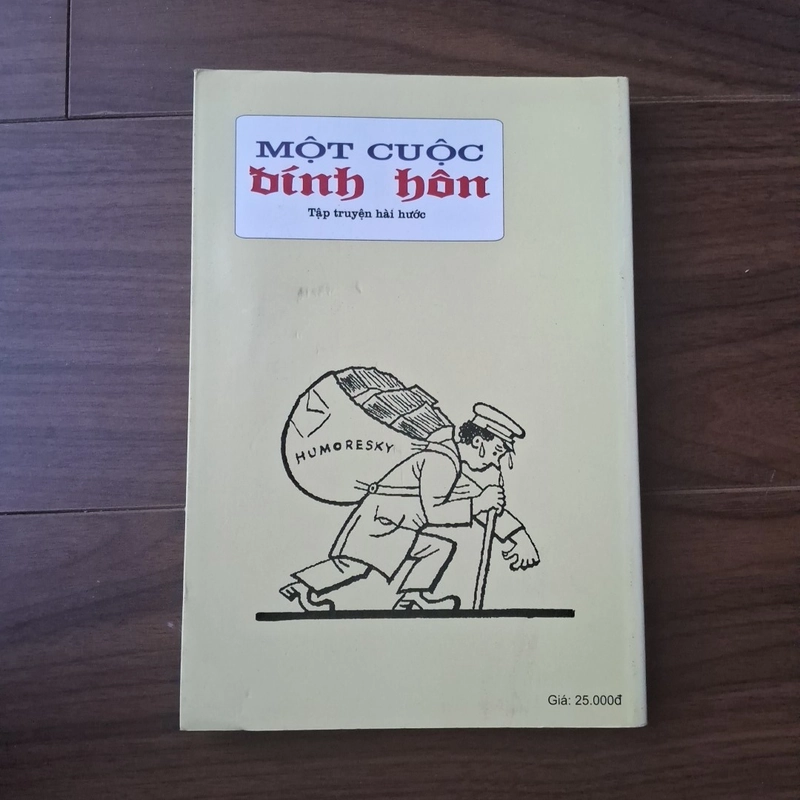 MỘT CUỘC
đính hôn
Tập truyện hài hước
HUMORESKY
Giá: 25.000đ